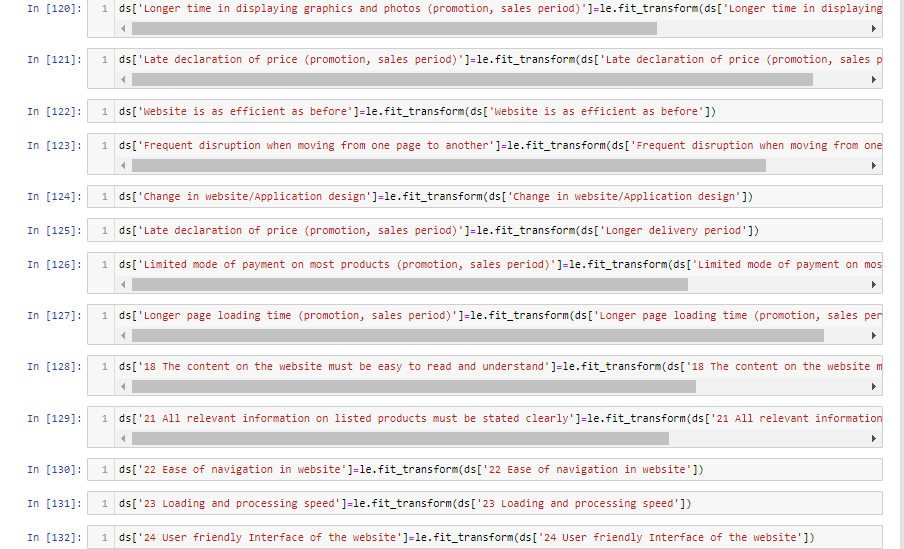 In [120]: 1 ds['Longer time in displaying graphics and photos (promotion, sales period)']=le.fit_transform(ds['Longer time in displaying
In [121]: 1 ds['Late declaration of price (promotion, sales period)']=le.fit_transform(ds['Late declaration of price (promotion, sales p
In [122]: 1 ds['Website is as efficient as before']=le.fit_transform(ds['Website is as efficient as before'])
In [123]: 1 ds['Frequent disruption when moving from one page to another']=le.fit_transform(ds['Frequent disruption when moving from one
In [124]: 1 ds['Change in website/Application design']=le.fit_transform(ds['Change in website/Application design'])
In [125]: 1 ds['Late declaration of price (promotion, sales period)']=le.fit_transform(ds['Longer delivery period'])
In [126]: 1 ds['Limited mode of payment on most products (promotion, sales period)']=le.fit_transform(ds['Limited mode of payment on mos
In [127]: 1 ds['Longer page loading time (promotion, sales period)']=le.fit_transform(ds['Longer page loading time (promotion, sales per
In [128]: 1 ds['18 The content on the website must be easy to read and understand']=le.fit_transform(ds['18 The content on the website m
In [129]: 1 ds['21 All relevant information on listed products must be stated clearly']=le.fit_transform(ds['21 All relevant information
In [130]: 1 ds['22 Ease of navigation in website']=le.fit_transform(ds['22 Ease of navigation in website'])
In [131]: 1 ds['23 Loading and processing speed']=le.fit_transform(ds['23 Loading and processing speed'])
In [132]: 1 ds['24 User friendly Interface of the website']=le.fit_transform(ds['24 User friendly Interface of the website'])